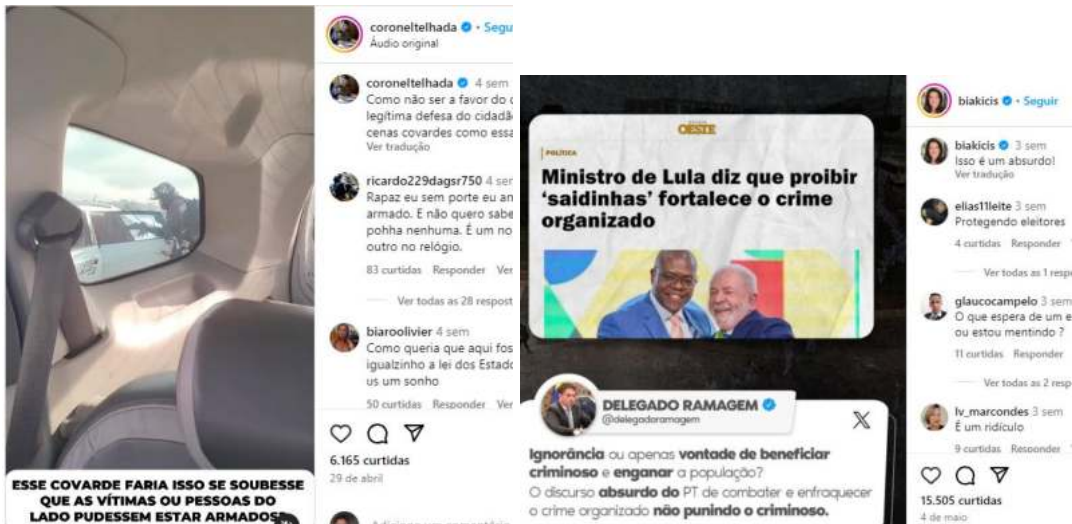 coroneltelhada • Segu
Áudio original
coroneltelhada 4 sem
Como não ser a favor do
legítima defesa do cidadã
cenas covardes como essa
Ver tradução
ricardo229dagsr750 4 ser
Rapaz eu sem porte eu an
armado. E não quero sabe
pohha nenhuma. É um no
outro no relógio.
83 curtidas Responder Ver
Ver todas as 28 respost
biaroolivier 4 sem
Como queria que aqui fos
igualzinho a lei dos Estado
us um sonho
50 curtidas Responder Ver
6.165 curtidas
29 de abril
ESSE COVARDE FARIA ISSO SE SOUBESSE
QUE AS VÍTIMAS OU PESSOAS DO
LADO PUDESSEM ESTAR ARMADOS?
OESTE
POLÍTICA
Ministro de Lula diz que proibir
‘saidinhas’ fortalece o crime
organizado
DELEGADO RAMAGEM
@delegadoramagem
X
Ignorância ou apenas vontade de beneficiar
criminoso e enganar a população?
O discurso absurdo do PT de combater e enfraquecer
o crime organizado não punindo o criminoso.
biakicis • Seguir
biakicis 3 sem
Isso é um absurdo!
Ver tradução
elias11leite 3 sem
Protegendo eleitores
4 curtidas Responder
Ver todas as 1 respo
glaucocampelo 3 sem
O que espera de um e
ou estou mentindo ?
11 curtidas Responder
Ver todas as 2 resp
lv_marcondes 3 sem
É um ridículo
9 curtidas Responder
15.505 curtidas
4 de maio